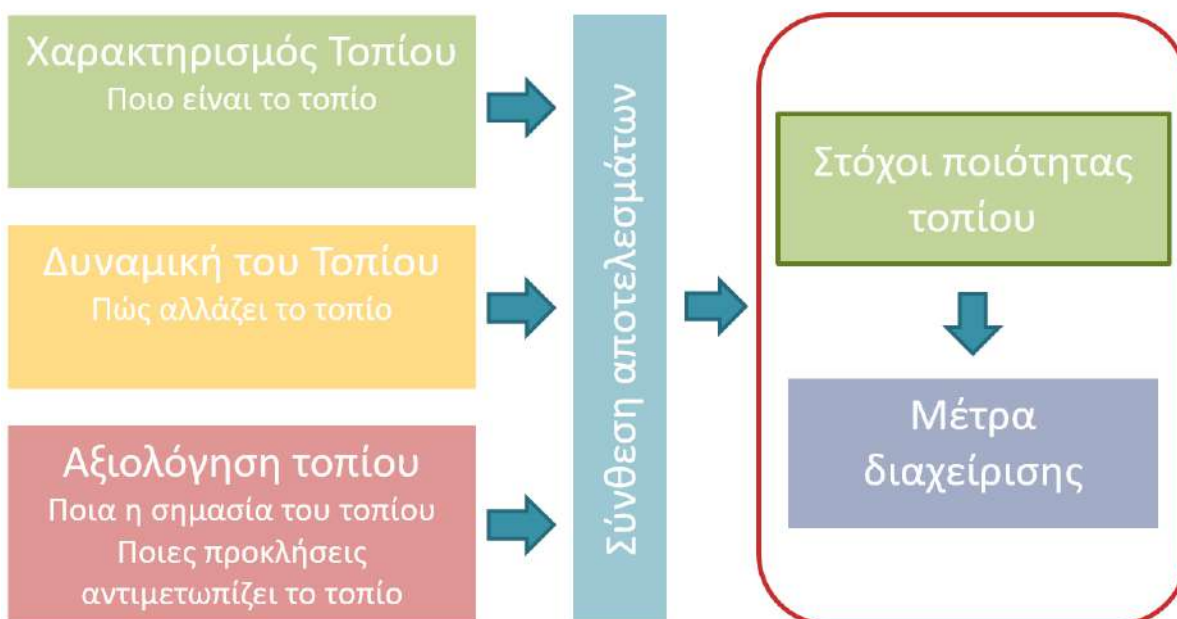 Χαρακτηρισμός Τοπίου
Ποιο είναι το τοπίο
Δυναμική του Τοπίου
Πώς αλλάζει το τοπίο
Αξιολόγηση τοπίου
Ποια η σημασία του τοπίου
Ποιες προκλήσεις
αντιμετωπίζει το τοπίο
Σύνθεση αποτελεσμάτων
Στόχοι ποιότητας
τοπίου
Μέτρα
διαχείρισης